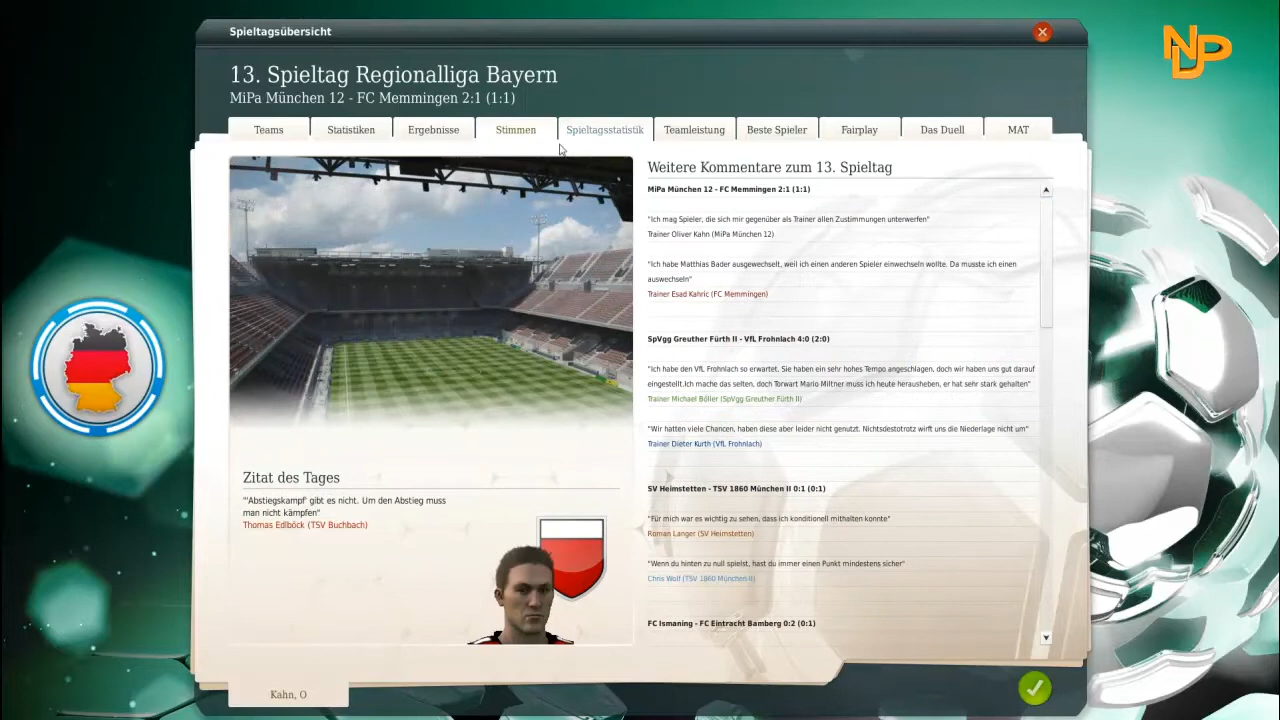 Spieltagsübersicht
NDP
13. Spieltag Regionalliga Bayern
MiPa München 12 - FC Memmingen 2:1 (1:1)
Teams
Statistiken
Ergebnisse
Stimmen
Spieltagsstatistik
Teamleistung
Beste Spieler
Fairplay
Das Duell
MAT
Weitere Kommentare zum 13. Spieltag
MiPa München 12 - FC Memmingen 2:1 (1:1)
"Ich mag Spieler, die sich mir gegenüber als Trainer allen Zustimmungen unterwerfen"
Trainer Oliver Kahn (MiPa München 12)
"Ich habe Matthias Bader ausgewechselt, weil ich einen anderen Spieler einwechseln wollte. Da musste ich einen
auswechseln"
Trainer Esad Kahric (FC Memmingen)
SpVgg Greuther Fürth II - VfL Frohnlach 4:0 (2:0)
"Ich habe den VfL Frohnlach so erwartet. Sie haben ein sehr hohes Tempo angeschlagen, doch wir haben uns gut darauf
eingestellt.Ich mache das selten, doch Torwart Mario Miltner muss ich heute herausheben, er hat sehr stark gehalten"
Trainer Michael Böller (SpVgg Greuther Fürth II)
"Wir hatten viele Chancen, haben diese aber leider nicht genutzt. Nichtsdestotrotz wirft uns die Niederlage nicht um"
Trainer Dieter Kurth (VfL Frohnlach)
SV Heimstetten - TSV 1860 München II 0:1 (0:1)
"Für mich war es wichtig zu sehen, dass ich konditionell mithalten konnte"
Roman Langer (SV Heimstetten)
"Wenn du hinten zu null spielst, hast du immer einen Punkt mindestens sicher"
Chris Wolf (TSV 1860 München II)
FC Ismaning - FC Eintracht Bamberg 0:2 (0:1)
Zitat des Tages
"'Abstiegskampf' gibt es nicht. Um den Abstieg muss
man nicht kämpfen"
Thomas Edlböck (TSV Buchbach)
Kahn, O